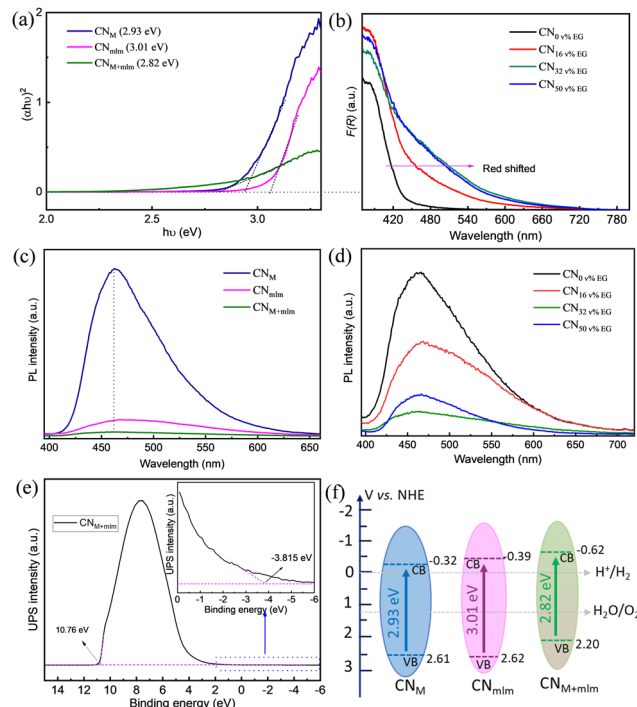 (a)
CN_M (2.93 eV)
CN_mIm (3.01 eV)
CN_M+mIm (2.82 eV)
(αhυ)²
2
1
0
2.0 2.5 3.0
hυ (eV)
(b)
CN_0 v% EG
CN_16 v% EG
CN_32 v% EG
CN_50 v% EG
F(R) (a.u.)
Red shifted
420 480 540 600 660 720 780
Wavelength (nm)
(c)
CN_M
CN_mIm
CN_M+mIm
PL intensity (a.u.)
400 450 500 550 600 650
Wavelength (nm)
(d)
CN_0 v% EG
CN_16 v% EG
CN_32 v% EG
CN_50 v% EG
PL intensity (a.u.)
400 450 500 550 600 650 700
Wavelength (nm)
(e)
CN_M+mIm
UPS intensity (a.u.)
10.76 eV
14 12 10 8 6 4 2 0 -2 -4 -6
Binding energy (eV)
UPS intensity (a.u.)
-3.815 eV
0 -1 -2 -3 -4 -5 -6
Binding energy (eV)
(f)
V vs. NHE
-2
-1
0
1
2
3
-0.32
CB
2.93 eV
VB
2.61
CN_M
-0.39
CB
3.01 eV
VB
2.62
CN_mIm
-0.62
CB
2.82 eV
VB
2.20
CN_M+mIm
H⁺/H₂
H₂O/O₂